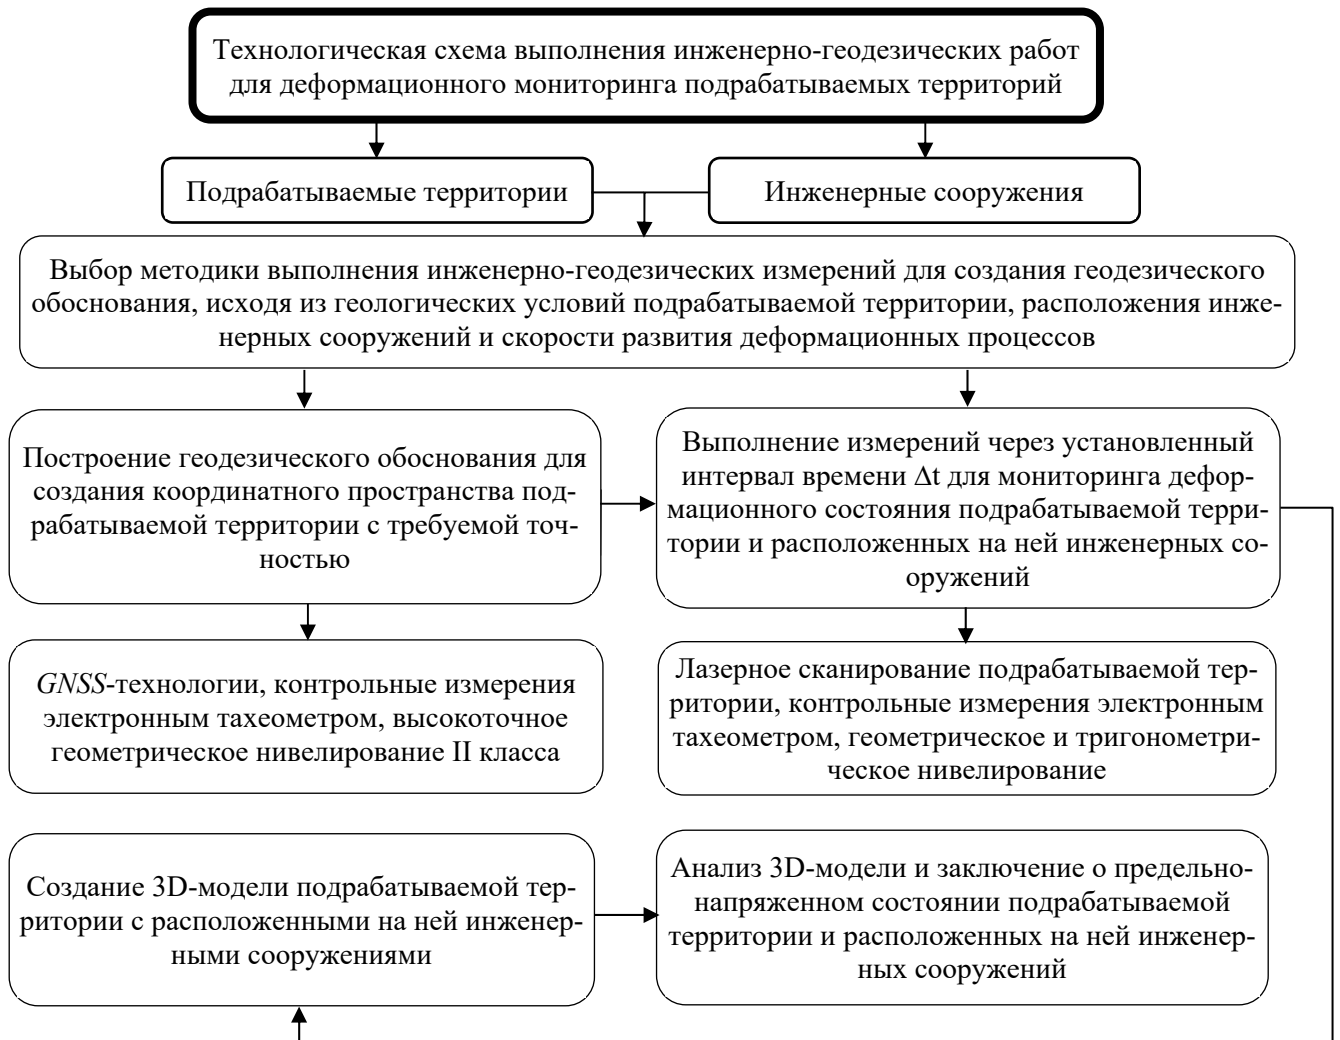 Технологическая схема выполнения инженерно-геодезических работ
для деформационного мониторинга подрабатываемых территорий
Подрабатываемые территории
Инженерные сооружения
Выбор методики выполнения инженерно-геодезических измерений для создания геодезического
обоснования, исходя из геологических условий подрабатываемой территории, расположения инже-
нерных сооружений и скорости развития деформационных процессов
Построение геодезического обоснования для
создания координатного пространства под-
рабатываемой территории с требуемой точ-
ностью
Выполнение измерений через установленный
интервал времени Δt для мониторинга дефор-
мационного состояния подрабатываемой терри-
тории и расположенных на ней инженерных со-
оружений
GNSS-технологии, контрольные измерения
электронным тахеометром, высокоточное
геометрическое нивелирование II класса
Лазерное сканирование подрабатываемой тер-
ритории, контрольные измерения электронным
тахеометром, геометрическое и тригонометри-
ческое нивелирование
Создание 3D-модели подрабатываемой тер-
ритории с расположенными на ней инженер-
ными сооружениями
Анализ 3D-модели и заключение о предельно-
напряженном состоянии подрабатываемой
территории и расположенных на ней инженер-
ных сооружений